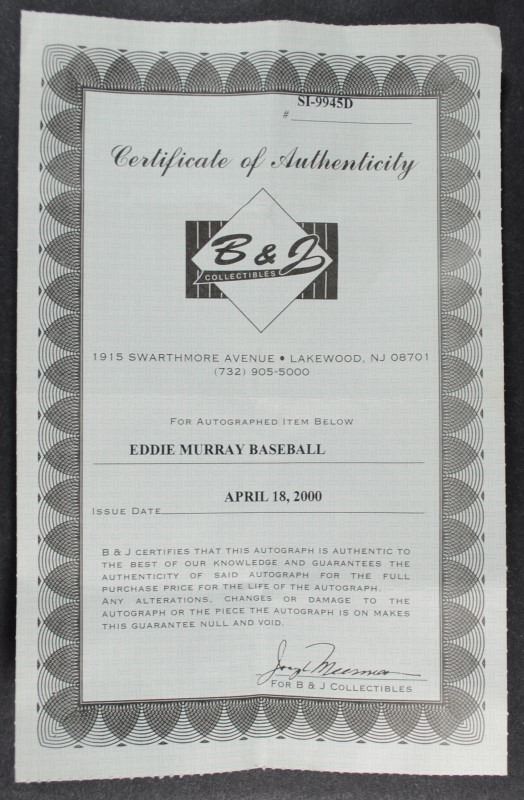 SI-9945D
#
Certificate of Authenticity
B & J
COLLECTIBLES
1915 SWARTHMORE AVENUE • LAKEWOOD, NJ 08701
(732) 905-5000
FOR AUTOGRAPHED ITEM BELOW
EDDIE MURRAY BASEBALL
APRIL 18, 2000
ISSUE DATE
B & J CERTIFIES THAT THIS AUTOGRAPH IS AUTHENTIC TO
THE BEST OF OUR KNOWLEDGE AND GUARANTEES THE
AUTHENTICITY OF SAID AUTOGRAPH FOR THE FULL
PURCHASE PRICE FOR THE LIFE OF THE AUTOGRAPH.
ANY ALTERATIONS, CHANGES OR DAMAGE TO THE
AUTOGRAPH OR THE PIECE THE AUTOGRAPH IS ON MAKES
THIS GUARANTEE NULL AND VOID.
FOR B & J COLLECTIBLES